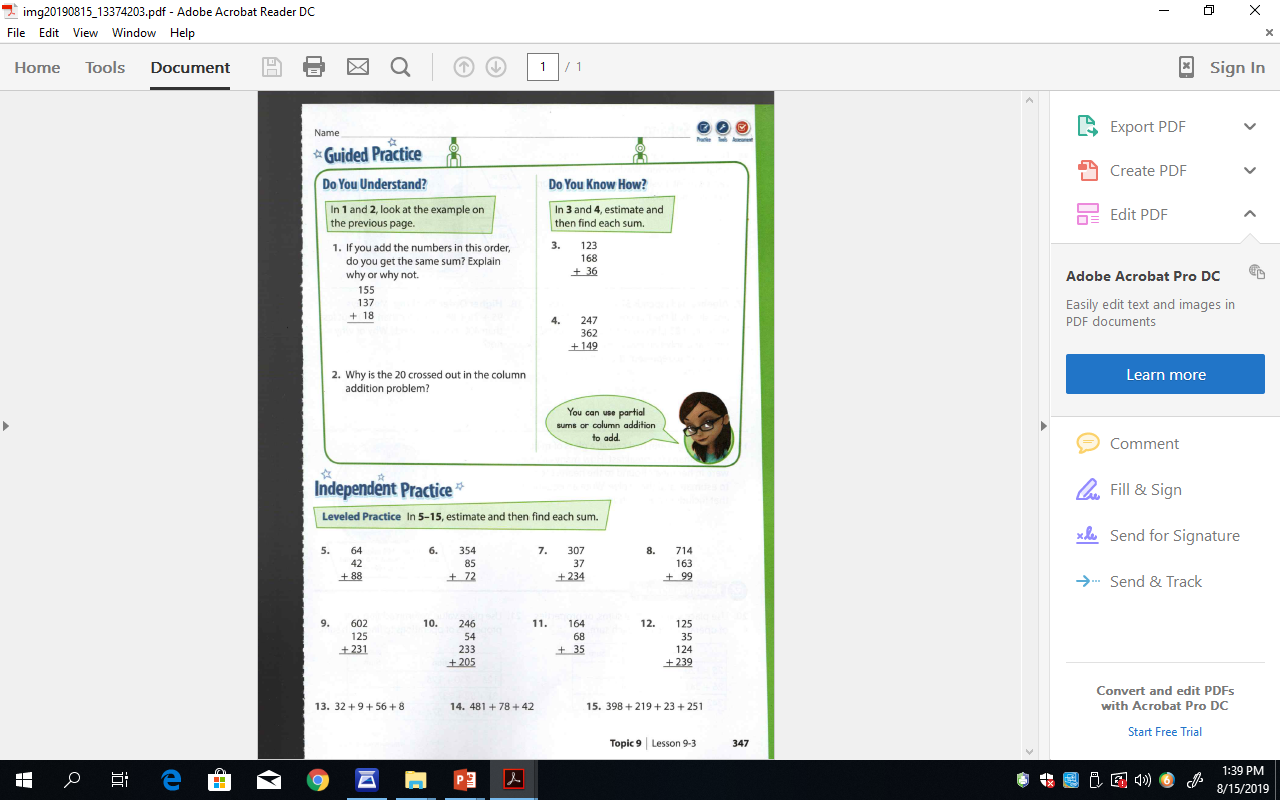 img20190815_13374203.pdf - Adobe Acrobat Reader DC
File Edit View Window Help
Home Tools Document
1 / 1
Sign In
Name
Practice Tools Assessment
Guided Practice
Do You Understand?
In 1 and 2, look at the example on
the previous page.
1. If you add the numbers in this order,
do you get the same sum? Explain
why or why not.
155
137
+ 18
2. Why is the 20 crossed out in the column
addition problem?
Do You Know How?
In 3 and 4, estimate and
then find each sum.
3. 123
168
+ 36
4. 247
362
+ 149
You can use partial
sums or column addition
to add.
Independent Practice
Leveled Practice In 5–15, estimate and then find each sum.
5. 64
42
+ 88
6. 354
85
+ 72
7. 307
37
+ 234
8. 714
163
+ 99
9. 602
125
+ 231
10. 246
54
233
+ 205
11. 164
68
+ 35
12. 125
35
124
+ 239
13. 32 + 9 + 56 + 8
14. 481 + 78 + 42
15. 398 + 219 + 23 + 251
Topic 9 | Lesson 9-3 347
Export PDF
Create PDF
Edit PDF
Adobe Acrobat Pro DC
Easily edit text and images in
PDF documents
Learn more
Comment
Fill & Sign
Send for Signature
Send & Track
Convert and edit PDFs
with Acrobat Pro DC
Start Free Trial
1:39 PM
8/15/2019